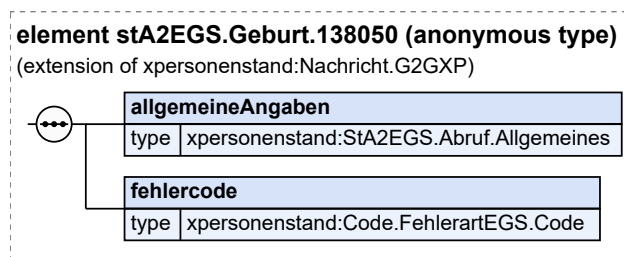 element stA2EGS.Geburt.138050 (anonymous type)
(extension of xpersonenstand:Nachricht.G2GXP)
allgemeineAngaben
type xpersonenstand:StA2EGS.Abruf.Allgemeines
fehlercode
type xpersonenstand:Code.FehlerartEGS.Code